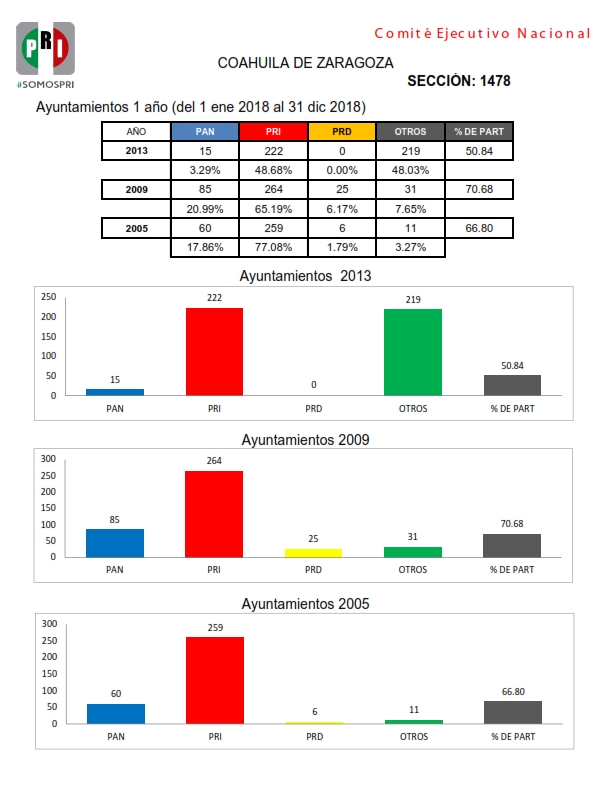 Comité Ejecutivo Nacional
PRI
#SOMOSPRI
COAHUILA DE ZARAGOZA
SECCIÓN: 1478
Ayuntamientos 1 año (del 1 ene 2018 al 31 dic 2018)
AÑO PAN PRI PRD OTROS % DE PART
2013 15 222 0 219 50.84
3.29% 48.68% 0.00% 48.03%
2009 85 264 25 31 70.68
20.99% 65.19% 6.17% 7.65%
2005 60 259 6 11 66.80
17.86% 77.08% 1.79% 3.27%
Ayuntamientos 2013
250
200
150
100
50
0
15 222 0 219 50.84
PAN PRI PRD OTROS % DE PART
Ayuntamientos 2009
300
250
200
150
100
50
0
85 264 25 31 70.68
PAN PRI PRD OTROS % DE PART
Ayuntamientos 2005
300
250
200
150
100
50
0
60 259 6 11 66.80
PAN PRI PRD OTROS % DE PART